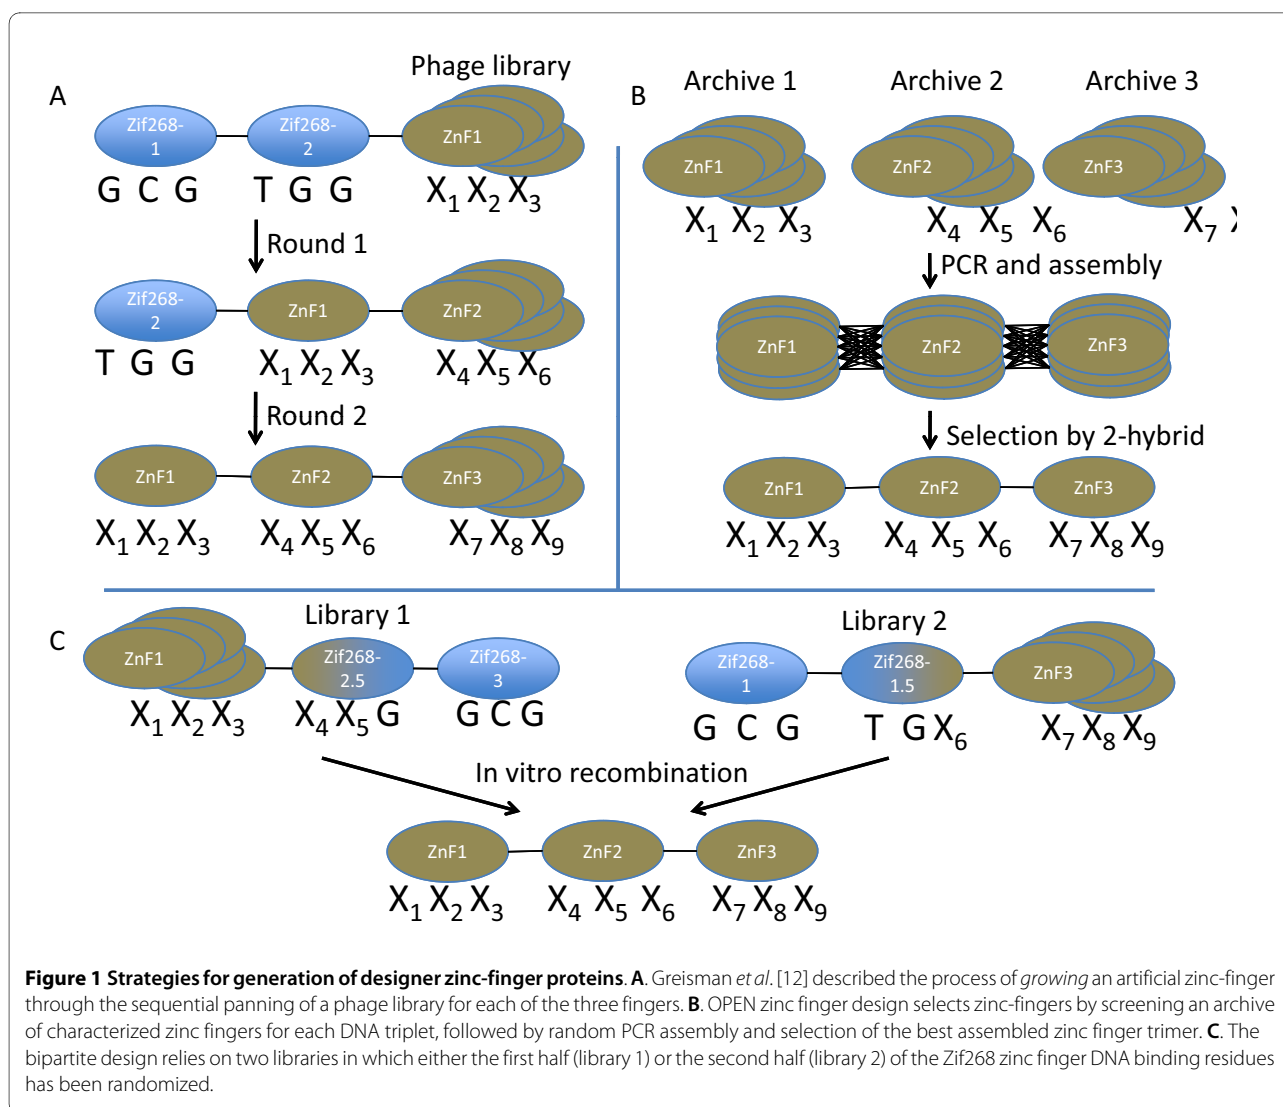 A
Phage library
Zif268-
1
Zif268-
2
ZnF1
G C G
T G G
X1 X2 X3
Round 1
Zif268-
2
ZnF1
ZnF2
T G G
X1 X2 X3
X4 X5 X6
Round 2
ZnF1
ZnF2
ZnF3
X1 X2 X3
X4 X5 X6
X7 X8 X9
B
Archive 1
Archive 2
Archive 3
ZnF1
ZnF2
ZnF3
X1 X2 X3
X4 X5 X6
X7
PCR and assembly
ZnF1
ZnF2
ZnF3
Selection by 2-hybrid
ZnF1
ZnF2
ZnF3
X1 X2 X3
X4 X5 X6
X7 X8 X9
C
Library 1
ZnF1
Zif268-
2.5
Zif268-
3
X1 X2 X3
X4 X5 G
G C G
Library 2
Zif268-
1
Zif268-
1.5
ZnF3
G C G
T G X6
X7 X8 X9
In vitro recombination
ZnF1
ZnF2
ZnF3
X1 X2 X3
X4 X5 X6
X7 X8 X9
Figure 1 Strategies for generation of designer zinc-finger proteins. A. Greisman et al. [12] described the process of growing an artificial zinc-finger
through the sequential panning of a phage library for each of the three fingers. B. OPEN zinc finger design selects zinc-fingers by screening an archive
of characterized zinc fingers for each DNA triplet, followed by random PCR assembly and selection of the best assembled zinc finger trimer. C. The
bipartite design relies on two libraries in which either the first half (library 1) or the second half (library 2) of the Zif268 zinc finger DNA binding residues
has been randomized.